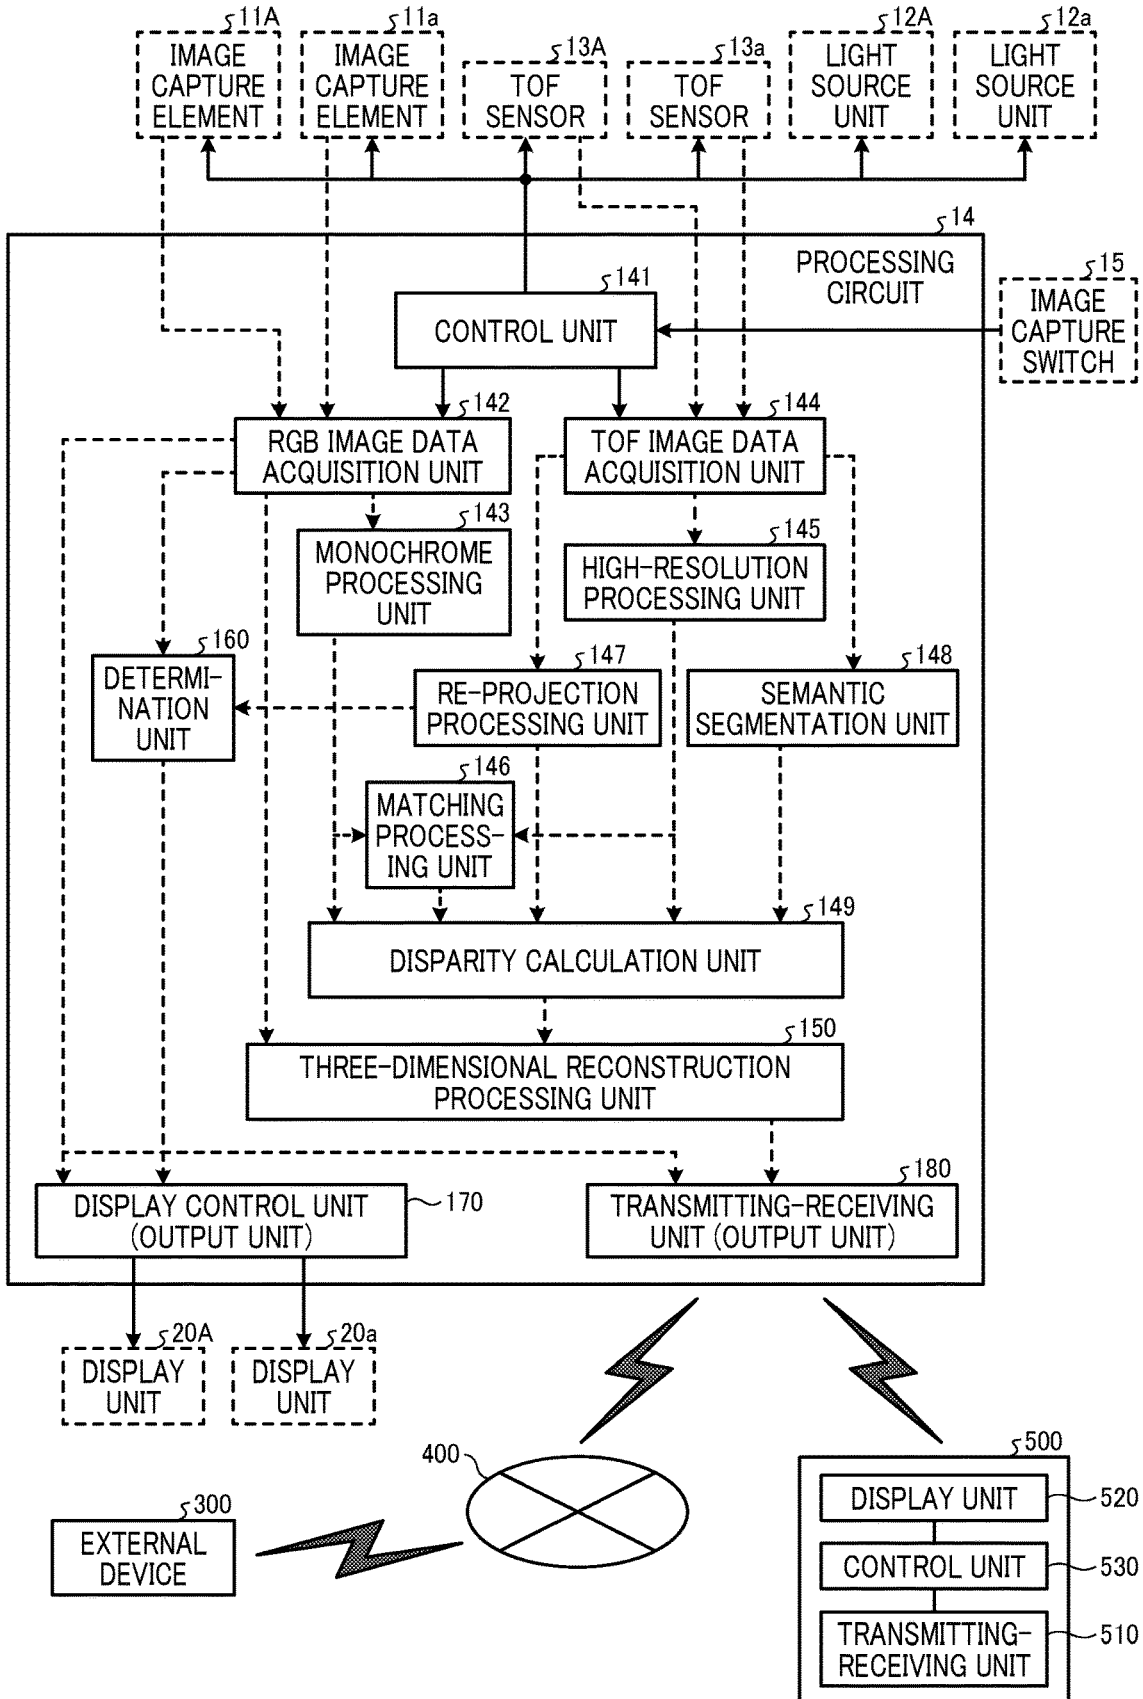 11A
IMAGE
CAPTURE
ELEMENT
11a
IMAGE
CAPTURE
ELEMENT
13A
TOF
SENSOR
13a
TOF
SENSOR
12A
LIGHT
SOURCE
UNIT
12a
LIGHT
SOURCE
UNIT
14
PROCESSING
CIRCUIT
15
IMAGE
CAPTURE
SWITCH
141
CONTROL UNIT
142
RGB IMAGE DATA
ACQUISITION UNIT
144
TOF IMAGE DATA
ACQUISITION UNIT
143
MONOCHROME
PROCESSING
UNIT
145
HIGH-RESOLUTION
PROCESSING UNIT
160
DETERMI-
NATION
UNIT
147
RE-PROJECTION
PROCESSING UNIT
148
SEMANTIC
SEGMENTATION UNIT
146
MATCHING
PROCESS-
ING UNIT
149
DISPARITY CALCULATION UNIT
150
THREE-DIMENSIONAL RECONSTRUCTION
PROCESSING UNIT
DISPLAY CONTROL UNIT
(OUTPUT UNIT)
170
180
TRANSMITTING-RECEIVING
UNIT (OUTPUT UNIT)
20A
DISPLAY
UNIT
20a
DISPLAY
UNIT
400
300
EXTERNAL
DEVICE
500
DISPLAY UNIT
520
CONTROL UNIT
530
TRANSMITTING-
RECEIVING UNIT
510